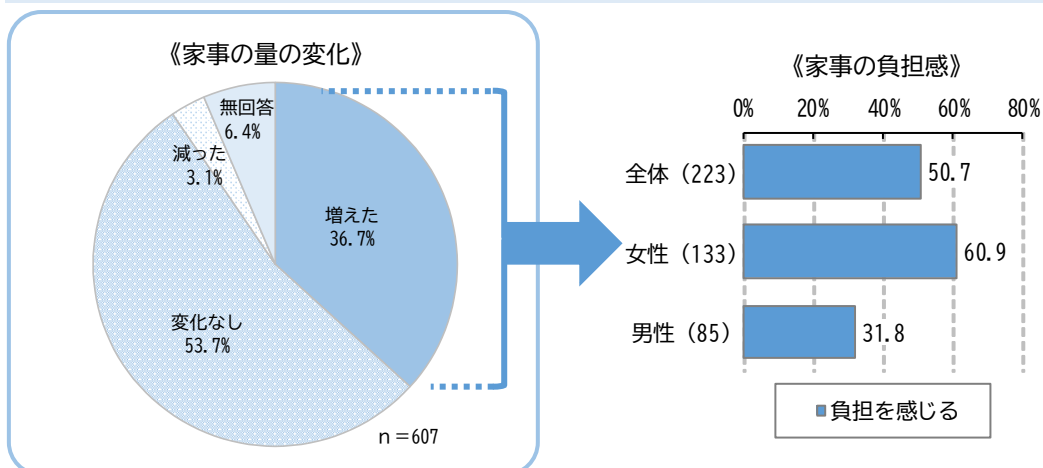 《家事の量の変化》
無回答
6.4%
減った
3.1%
増えた
36.7%
変化なし
53.7%
n=607
《家事の負担感》
0% 20% 40% 60% 80%
全体(223) 50.7
女性(133) 60.9
男性(85) 31.8
負担を感じる